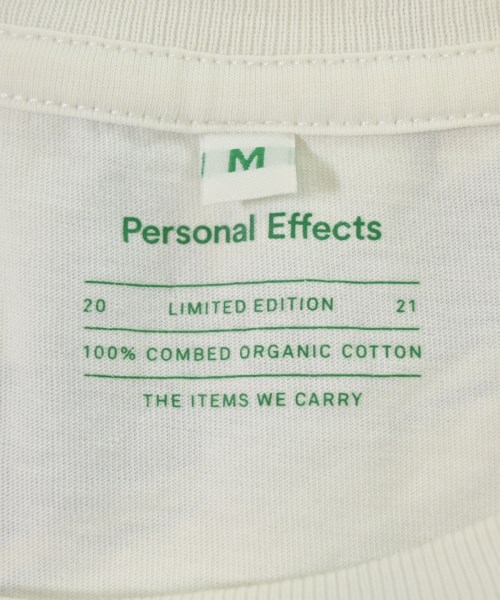 M
Personal Effects
20 LIMITED EDITION 21
100% COMBED ORGANIC COTTON
THE ITEMS WE CARRY